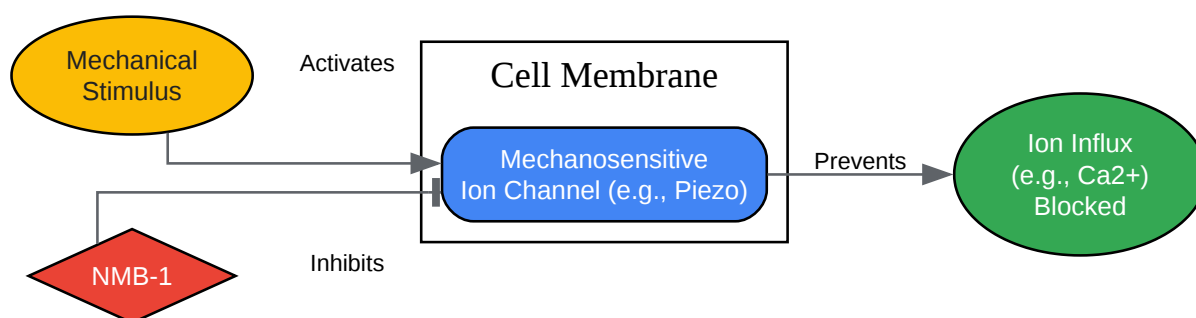 Mechanical
Stimulus
Activates
Cell Membrane
Mechanosensitive
Ion Channel (e.g., Piezo)
Prevents
Ion Influx
(e.g., Ca2+)
Blocked
NMB-1
Inhibits